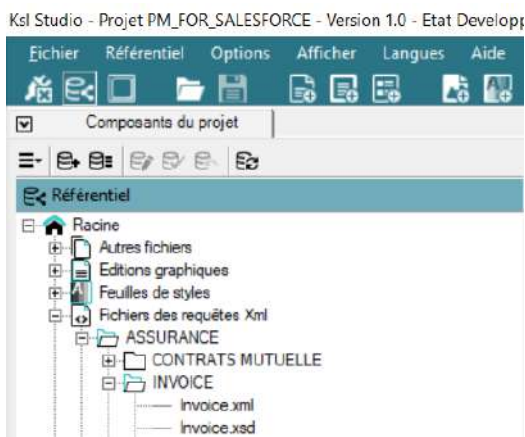 Ksl Studio - Projet PM_FOR_SALESFORCE - Version 1.0 - Etat Develop
Fichier Référentiel Options Afficher Langues Aide
Composants du projet
Référentiel
Racine
Autres fichiers
Editions graphiques
Feuilles de styles
Fichiers des requêtes Xml
ASSURANCE
CONTRATS MUTUELLE
INVOICE
Invoice.xml
Invoice.xsd